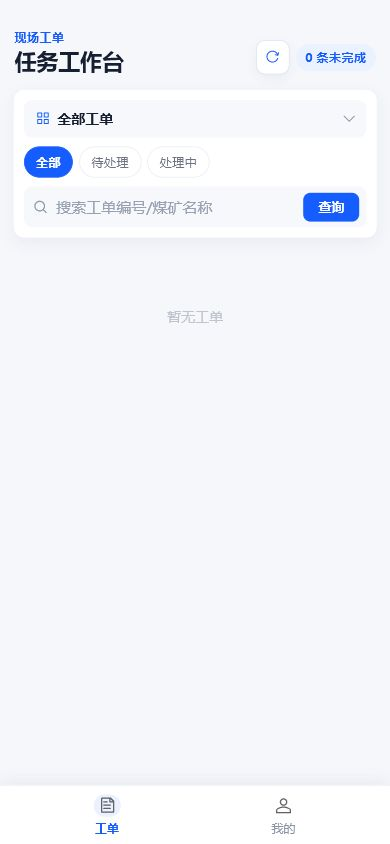 现场工单
任务工作台
0 条未完成
全部工单
全部 待处理 处理中
搜索工单编号/煤矿名称 查询
暂无工单
工单 我的